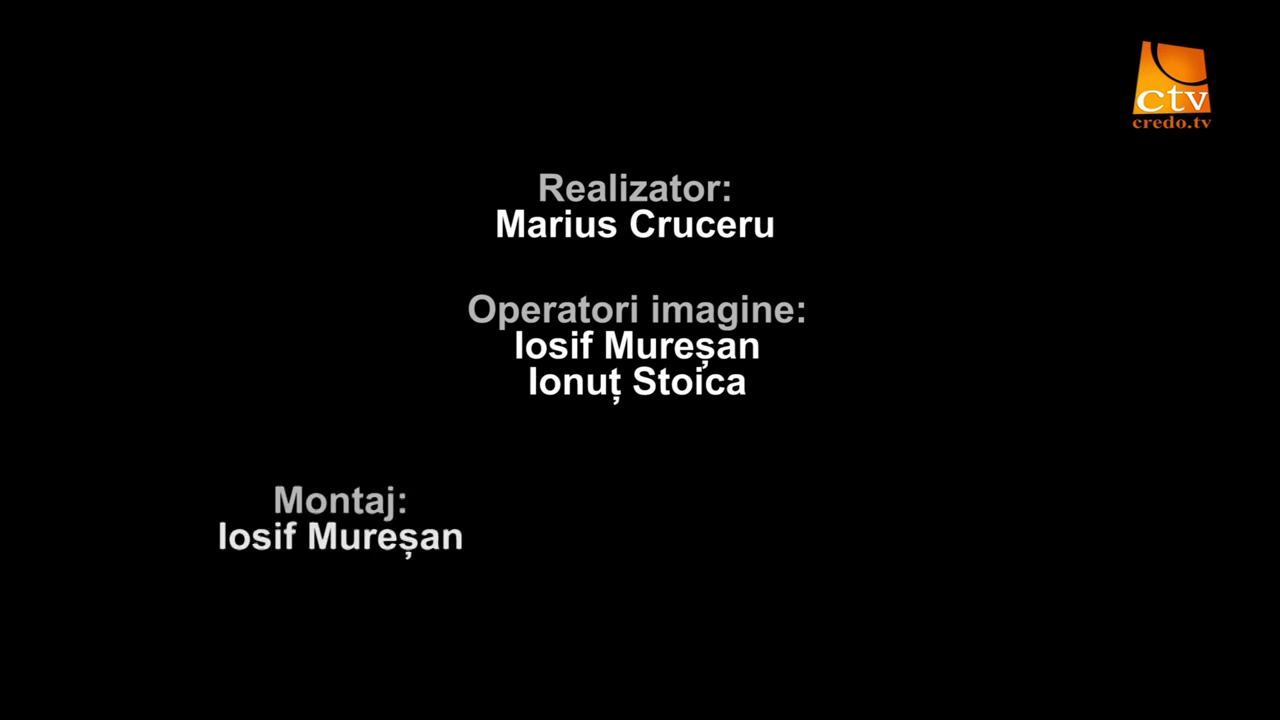 ctv
credo.tv
Realizator:
Marius Cruceru
Operatori imagine:
Iosif Mureșan
Ionuț Stoica
Montaj:
Iosif Mureșan